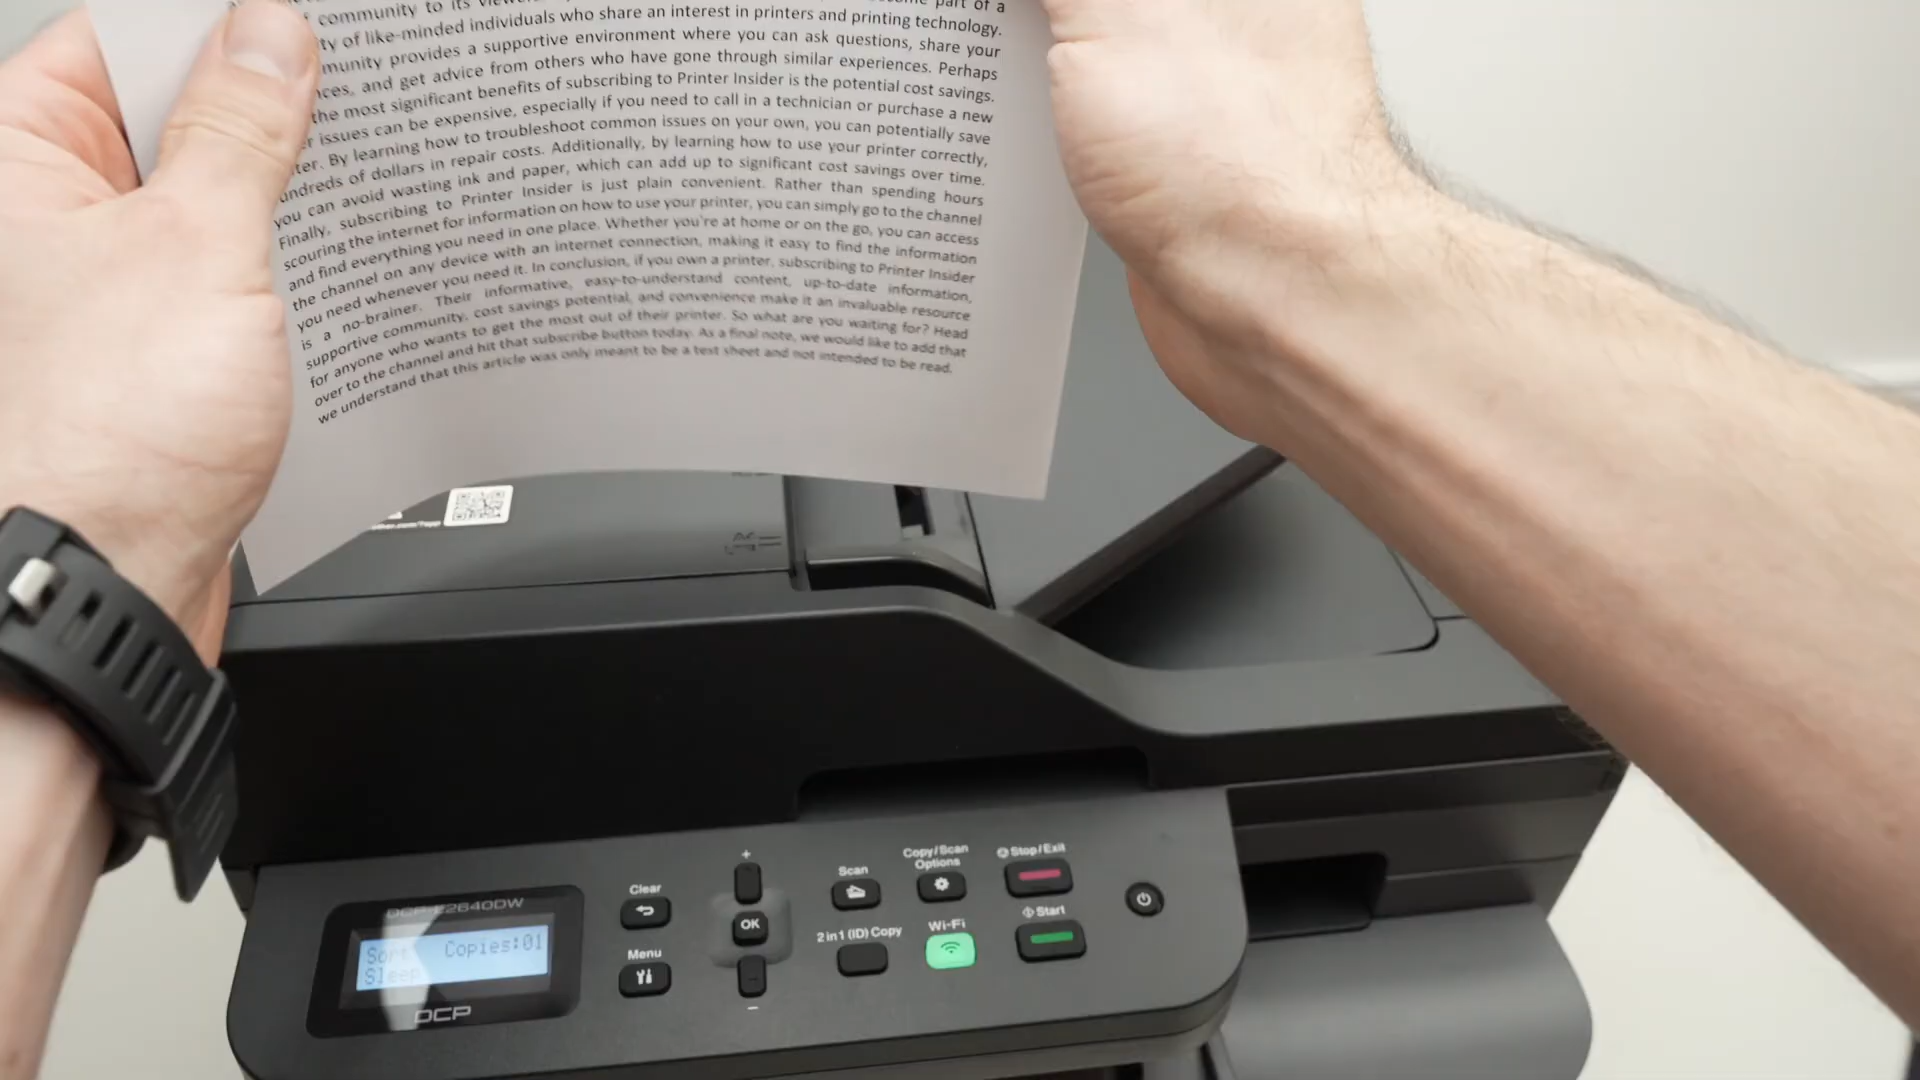 community to its
part of a
ty of like-minded individuals who share an interest in printers and printing technology.
munity provides a supportive environment where you can ask questions, share your
nces, and get advice from others who have gone through similar experiences. Perhaps
the most significant benefits of subscribing to Printer Insider is the potential cost savings.
er issues can be expensive, especially if you need to call in a technician or purchase a new
ter. By learning how to troubleshoot common issues on your own, you can potentially save
undreds of dollars in repair costs. Additionally, by learning how to use your printer correctly,
you can avoid wasting ink and paper, which can add up to significant cost savings over time.
Finally, subscribing to Printer Insider is just plain convenient. Rather than spending hours
scouring the internet for information on how to use your printer, you can simply go to the channel
and find everything you need in one place. Whether you're at home or on the go, you can access
the channel on any device with an internet connection, making it easy to find the information
you need whenever you need it. In conclusion, if you own a printer, subscribing to Printer Insider
is a no-brainer. Their informative, easy-to-understand content, up-to-date information,
supportive community, cost savings potential, and convenience make it an invaluable resource
for anyone who wants to get the most out of their printer. So what are you waiting for? Head
over to the channel and hit that subscribe button today. As a final note, we would like to add that
we understand that this article was only meant to be a test sheet and not intended to be read.
DCP-L2640DW
Sort Copies:01
Sleep
DCP
Clear
Menu
+
OK
−
Scan
Copy/Scan
Options
Stop/Exit
2 in 1 (ID) Copy
Wi-Fi
Start